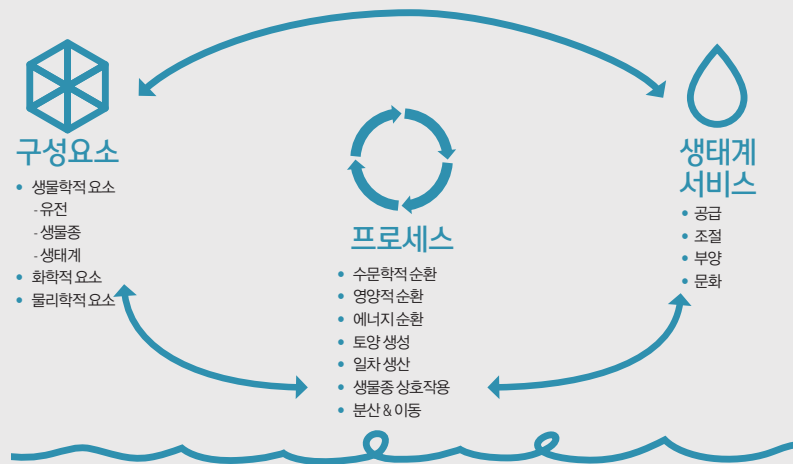 구성요소
• 생물학적 요소
- 유전
- 생물종
- 생태계
• 화학적 요소
• 물리학적 요소
프로세스
• 수문학적 순환
• 영양적 순환
• 에너지 순환
• 토양 생성
• 일차 생산
• 생물종 상호작용
• 분산 & 이동
생태계
서비스
• 공급
• 조절
• 부양
• 문화